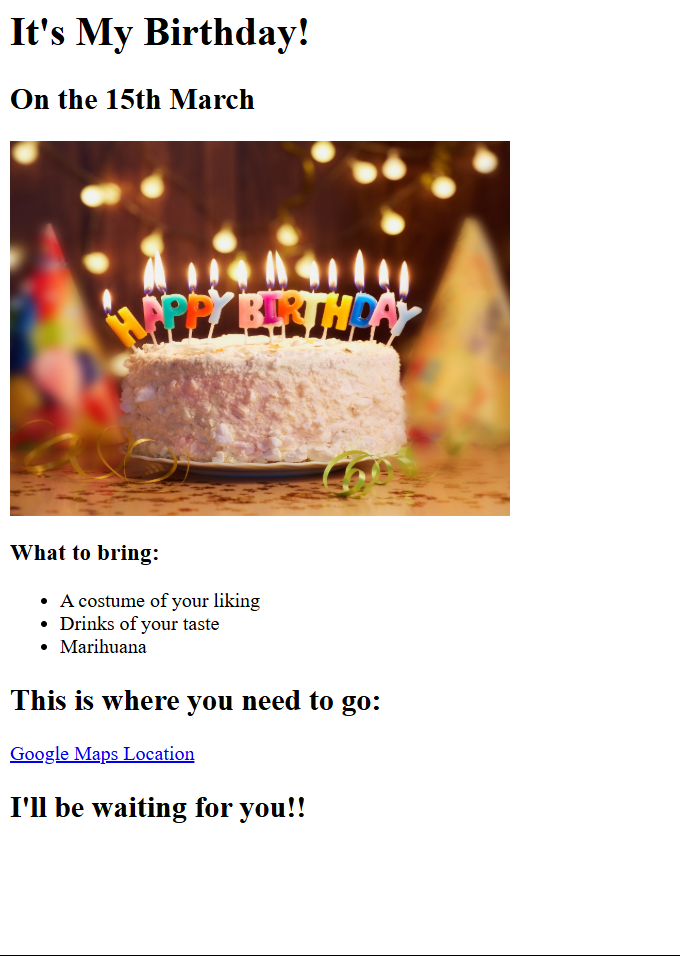 It's My Birthday!
On the 15th March
HAPPY BIRTHDAY
What to bring:
A costume of your liking
Drinks of your taste
Marihuana
This is where you need to go:
Google Maps Location
I'll be waiting for you!!